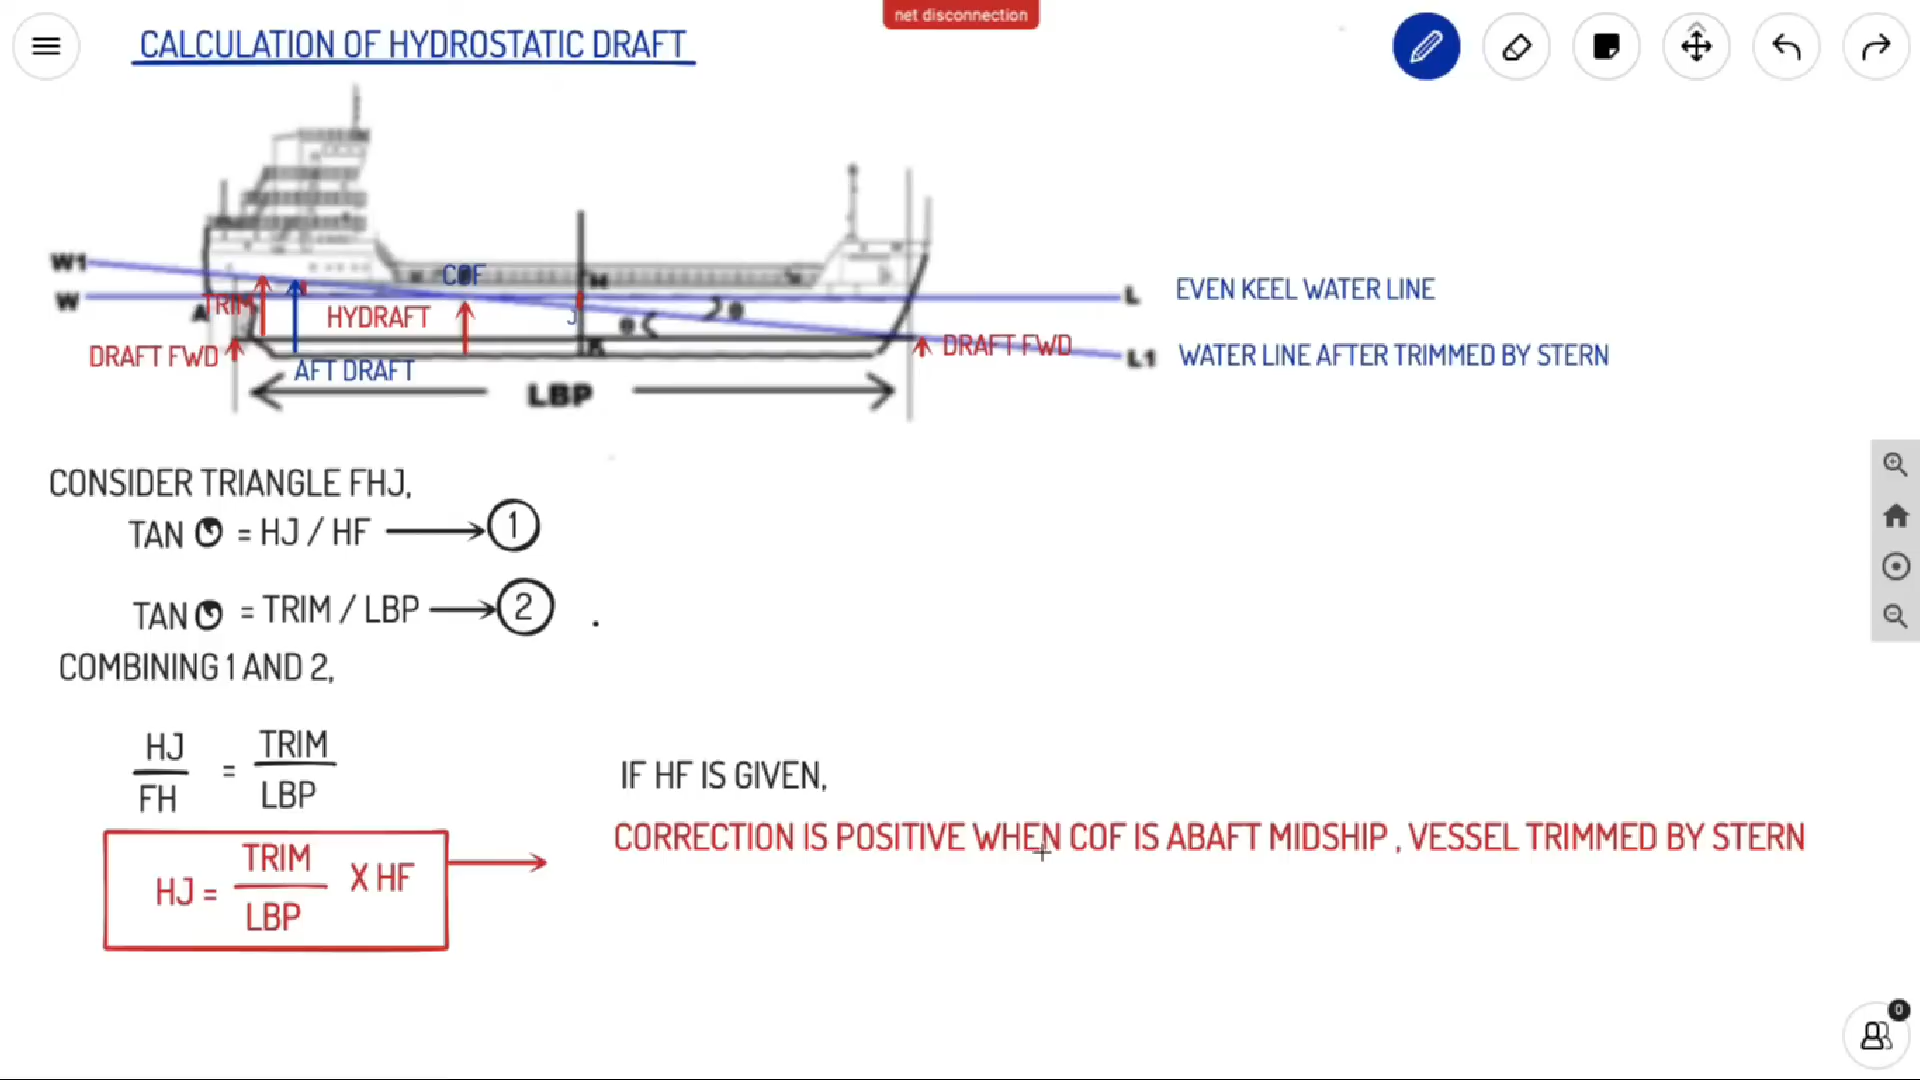 net disconnection
CALCULATION OF HYDROSTATIC DRAFT
W1
COF
H
EVEN KEEL WATER LINE
W
L
A
TRIM
HYDRAFT
J
θ
θ
DRAFT FWD
K
DRAFT FWD
L1
WATER LINE AFTER TRIMMED BY STERN
AFT DRAFT
LBP
CONSIDER TRIANGLE FHJ,
TAN Θ = HJ / HF 1
TAN Θ = TRIM / LBP 2 .
COMBINING 1 AND 2,
HJ TRIM
=
FH LBP
IF HF IS GIVEN,
CORRECTION IS POSITIVE WHEN COF IS ABAFT MIDSHIP , VESSEL TRIMMED BY STERN
TRIM
HJ = X HF
LBP
0